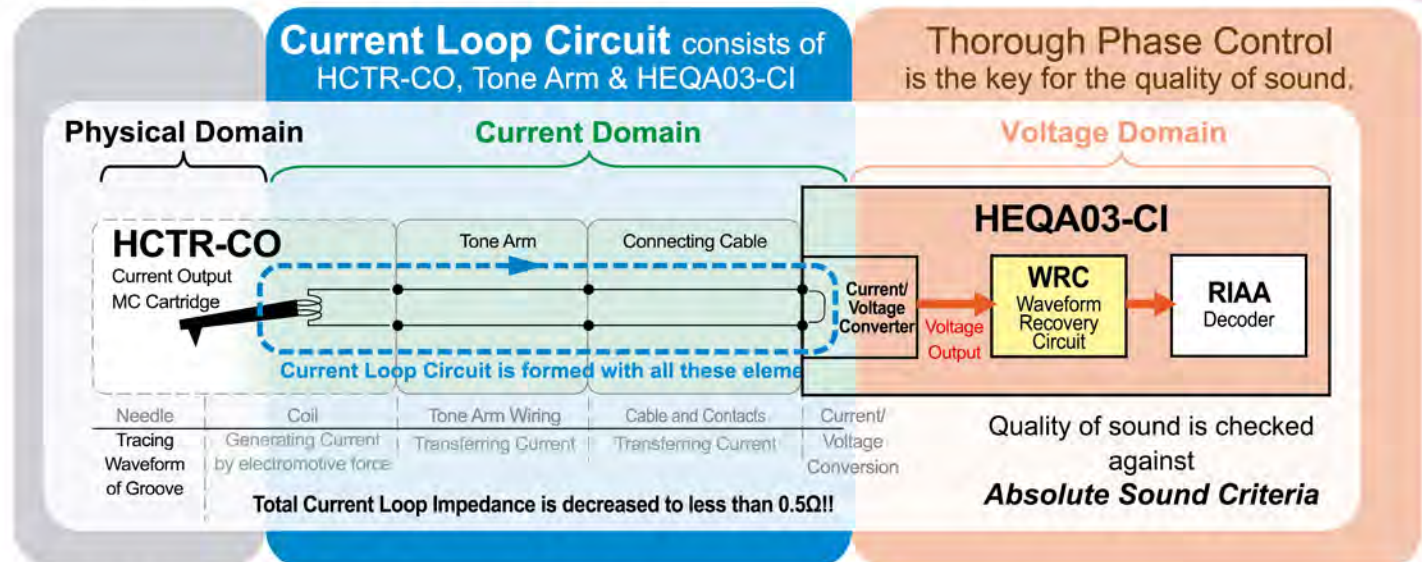 Current Loop Circuit consists of
HCTR-CO, Tone Arm & HEQA03-CI
Thorough Phase Control
is the key for the quality of sound.
Physical Domain
Current Domain
Voltage Domain
HEQA03-CI
HCTR-CO
Current Output
MC Cartridge
Tone Arm
Connecting Cable
Current/
Voltage
Converter
Voltage
Output
WRC
Waveform
Recovery
Circuit
RIAA
Decoder
Current Loop Circuit is formed with all these eleme
Needle
Tracing
Waveform
of Groove
Coil
Generating Current
by electromotive force
Tone Arm Wiring
Transferring Current
Cable and Contacts
Transferring Current
Current/
Voltage
Conversion
Total Current Loop Impedance is decreased to less than 0.5Ω!!
Quality of sound is checked
against
Absolute Sound Criteria